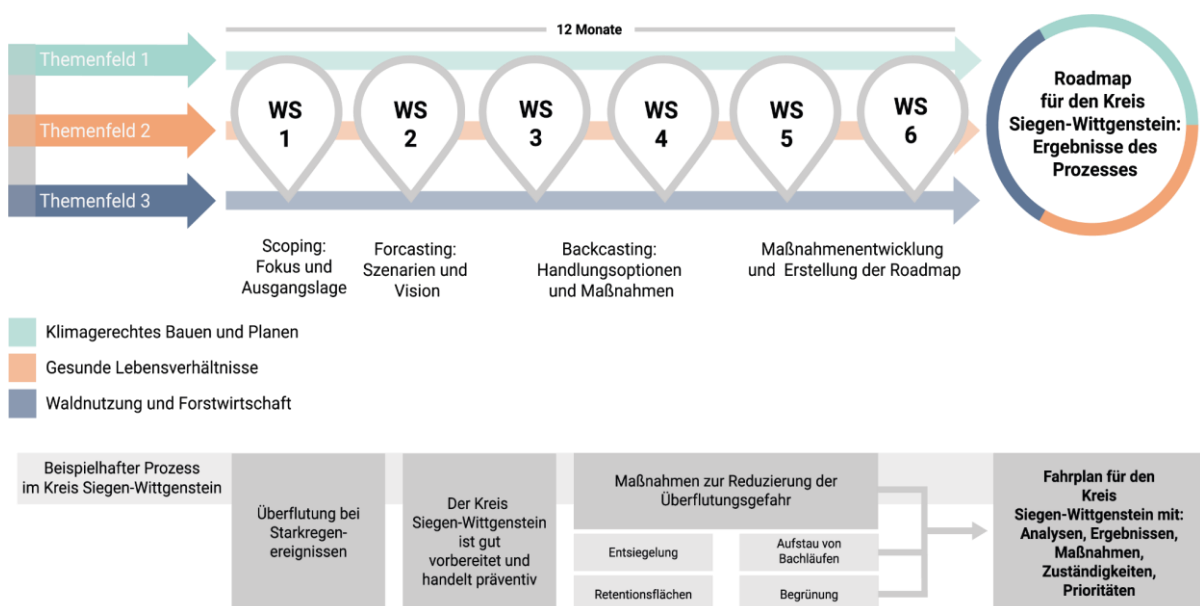 12 Monate
Themenfeld 1
Themenfeld 2
Themenfeld 3
WS
1
WS
2
WS
3
WS
4
WS
5
WS
6
Roadmap
für den Kreis
Siegen-Wittgenstein:
Ergebnisse des
Prozesses
Scoping:
Fokus und
Ausgangslage
Forcasting:
Szenarien und
Vision
Backcasting:
Handlungsoptionen
und Maßnahmen
Maßnahmenentwicklung
und Erstellung der Roadmap
Klimagerechtes Bauen und Planen
Gesunde Lebensverhältnisse
Waldnutzung und Forstwirtschaft
Beispielhafter Prozess
im Kreis Siegen-Wittgenstein
Überflutung bei
Starkregen-
ereignissen
Der Kreis
Siegen-Wittgenstein
ist gut
vorbereitet und
handelt präventiv
Maßnahmen zur Reduzierung der
Überflutungsgefahr
Entsiegelung
Aufstau von
Bachläufen
Retentionsflächen
Begrünung
Fahrplan für den
Kreis
Siegen-Wittgenstein mit:
Analysen, Ergebnissen,
Maßnahmen,
Zuständigkeiten,
Prioritäten